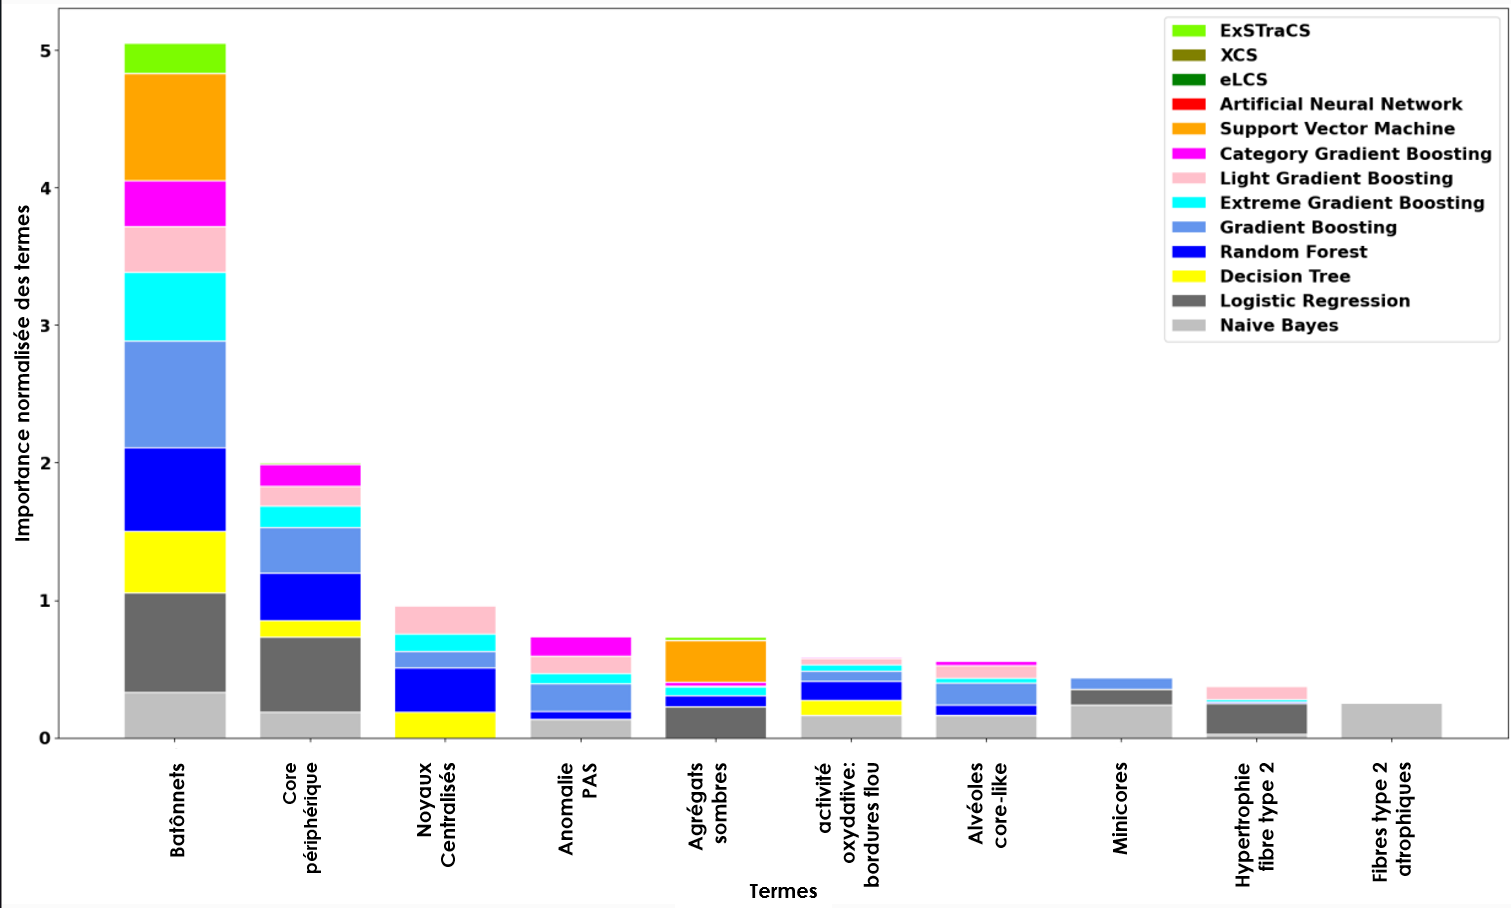 ExSTraCS
XCS
eLCS
Artificial Neural Network
Support Vector Machine
Category Gradient Boosting
Light Gradient Boosting
Extreme Gradient Boosting
Gradient Boosting
Random Forest
Decision Tree
Logistic Regression
Naive Bayes
Importance normalisée des termes
5
4
3
2
1
0
Batônnets
Core
périphérique
Noyaux
Centralisés
Anomalie
PAS
Agrégats
sombres
activité
oxydative:
bordures flou
Alvéoles
core-like
Minicores
Hypertrophie
fibre type 2
Fibres type 2
atrophiques
Termes